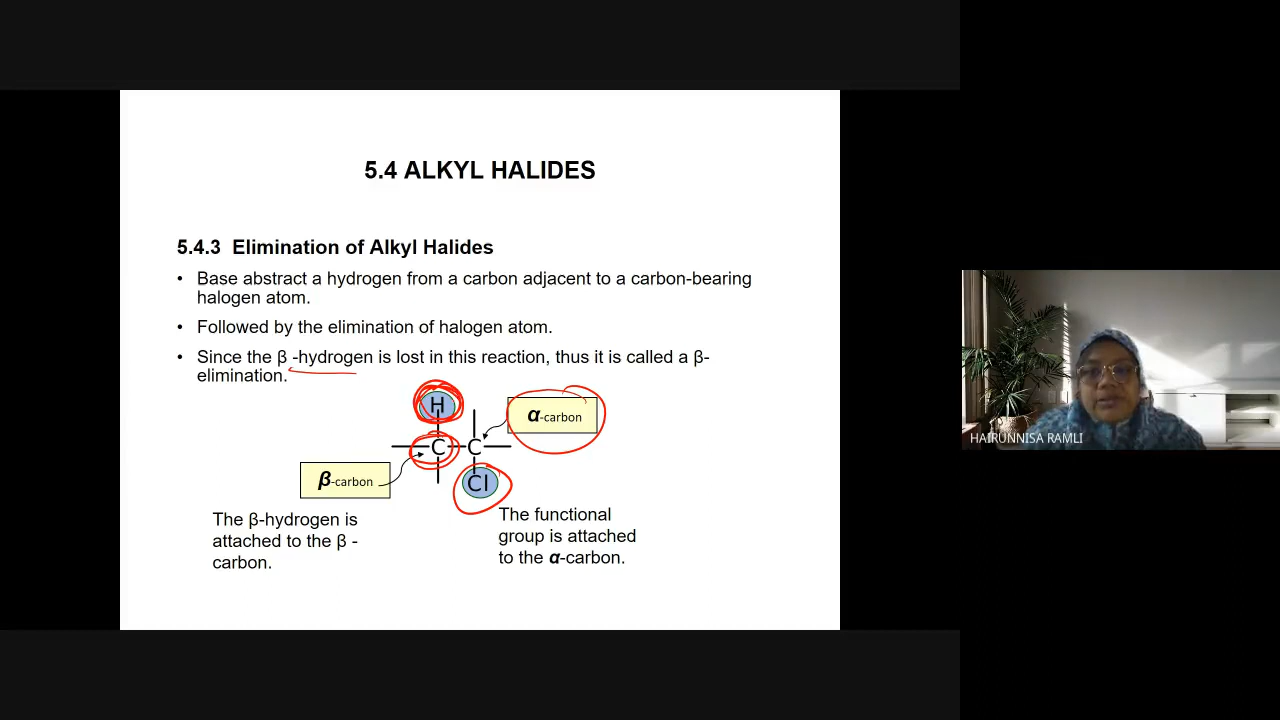 5.4 ALKYL HALIDES
5.4.3 Elimination of Alkyl Halides
• Base abstract a hydrogen from a carbon adjacent to a carbon-bearing
halogen atom.
• Followed by the elimination of halogen atom.
• Since the β -hydrogen is lost in this reaction, thus it is called a β-
elimination.
H
α-carbon
C C
β-carbon
Cl
The β-hydrogen is
attached to the β -
carbon.
The functional
group is attached
to the α-carbon.
HAIRUNNISA RAMLI